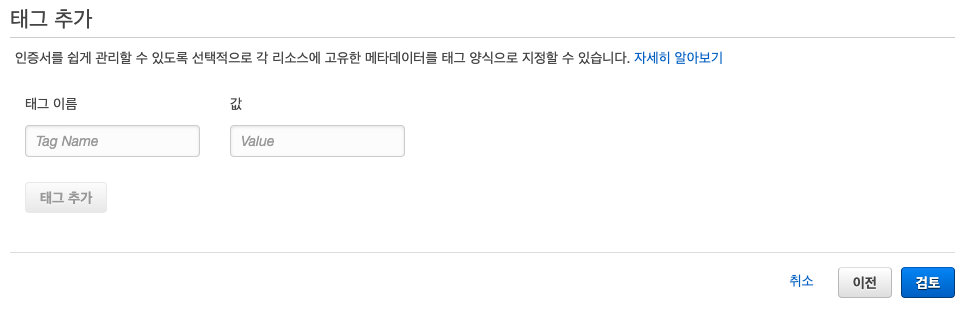 태그 추가
인증서를 쉽게 관리할 수 있도록 선택적으로 각 리소스에 고유한 메타데이터를 태그 양식으로 지정할 수 있습니다. 자세히 알아보기
태그 이름 값
Tag Name Value
태그 추가
취소 이전 검토